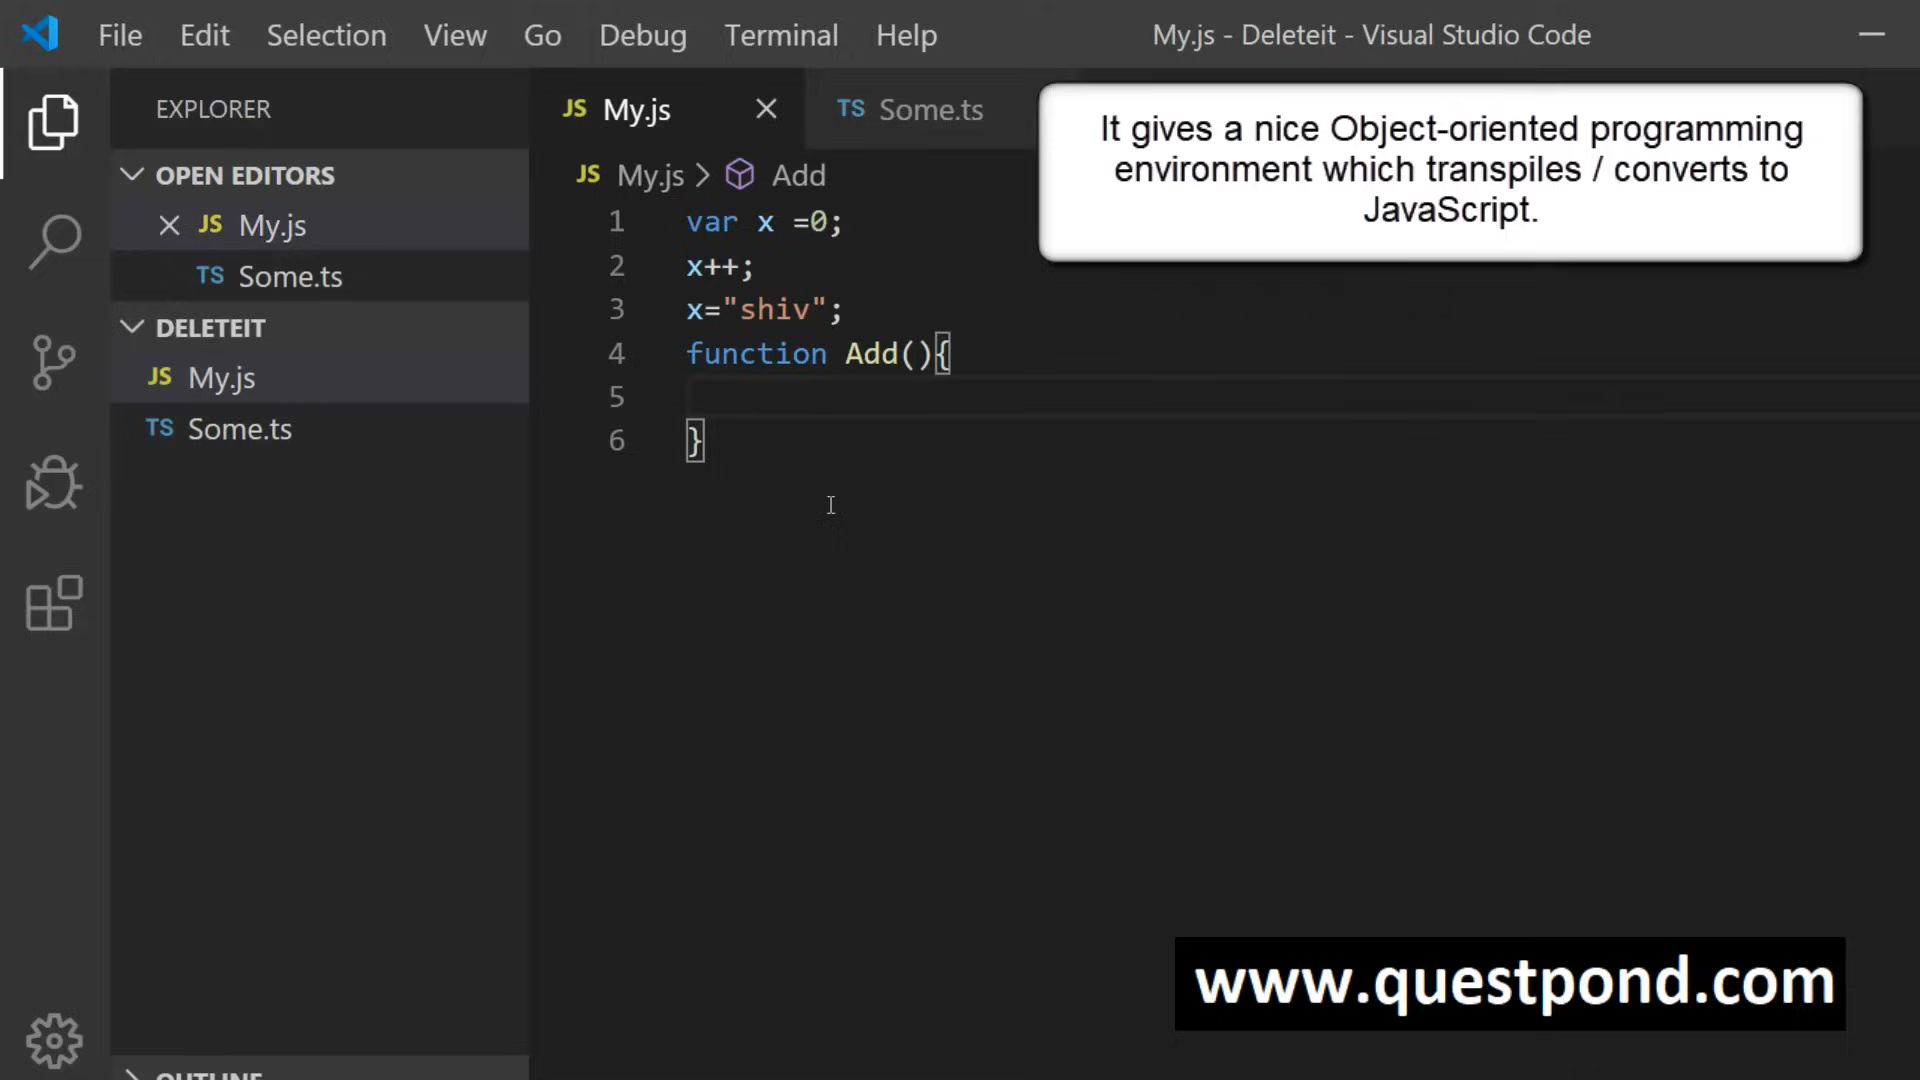 File Edit Selection View Go Debug Terminal Help My.js - Deleteit - Visual Studio Code
EXPLORER
OPEN EDITORS
JS My.js
TS Some.ts
DELETEIT
JS My.js
TS Some.ts
OUTLINE
JS My.js
TS Some.ts
JS My.js > Add
1 var x =0;
2 x++;
3 x="shiv";
4 function Add(){
5
6 }
It gives a nice Object-oriented programming
environment which transpiles / converts to
JavaScript.
www.questpond.com